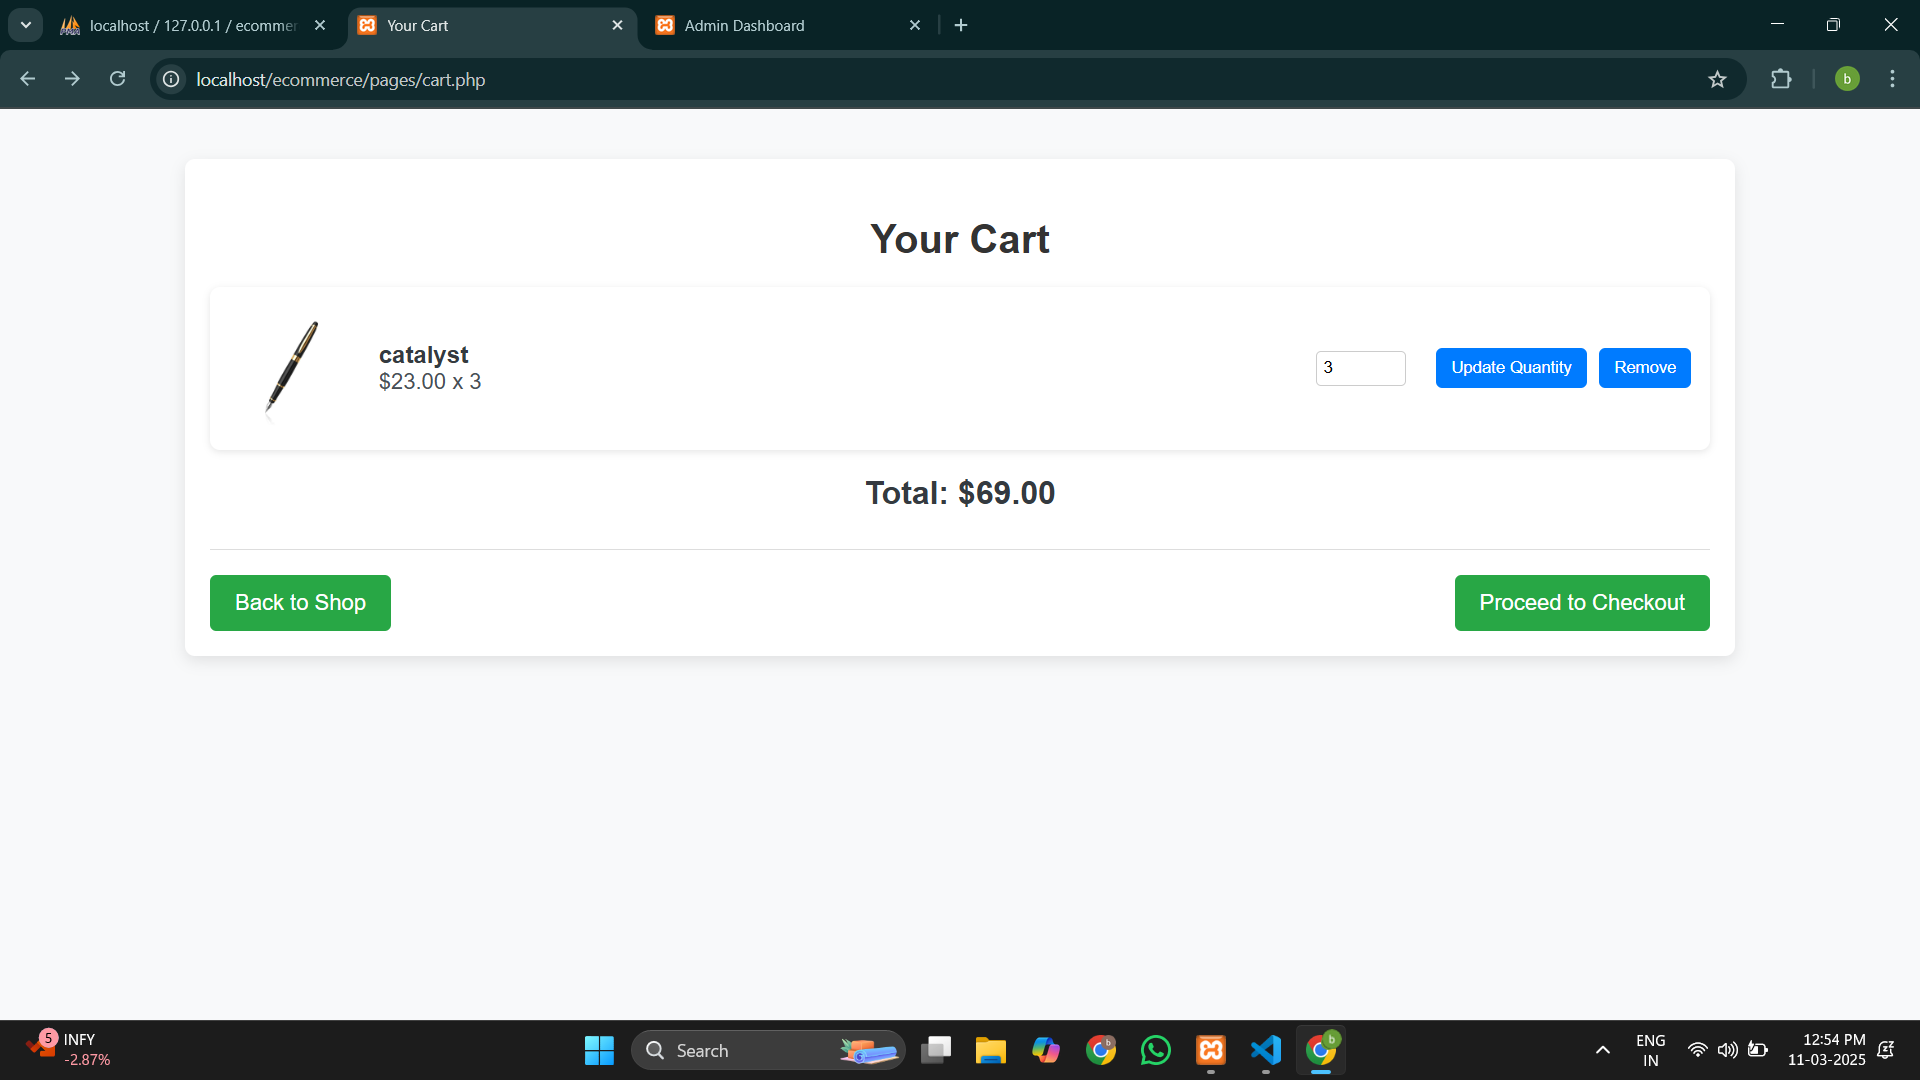 localhost / 127.0.0.1 / ecommer
Your Cart
Admin Dashboard
localhost/ecommerce/pages/cart.php
b
Your Cart
catalyst
$23.00 x 3
3
Update Quantity
Remove
Total: $69.00
Back to Shop
Proceed to Checkout
5
INFY
-2.87%
Search
b
b
ENG
IN
12:54 PM
11-03-2025